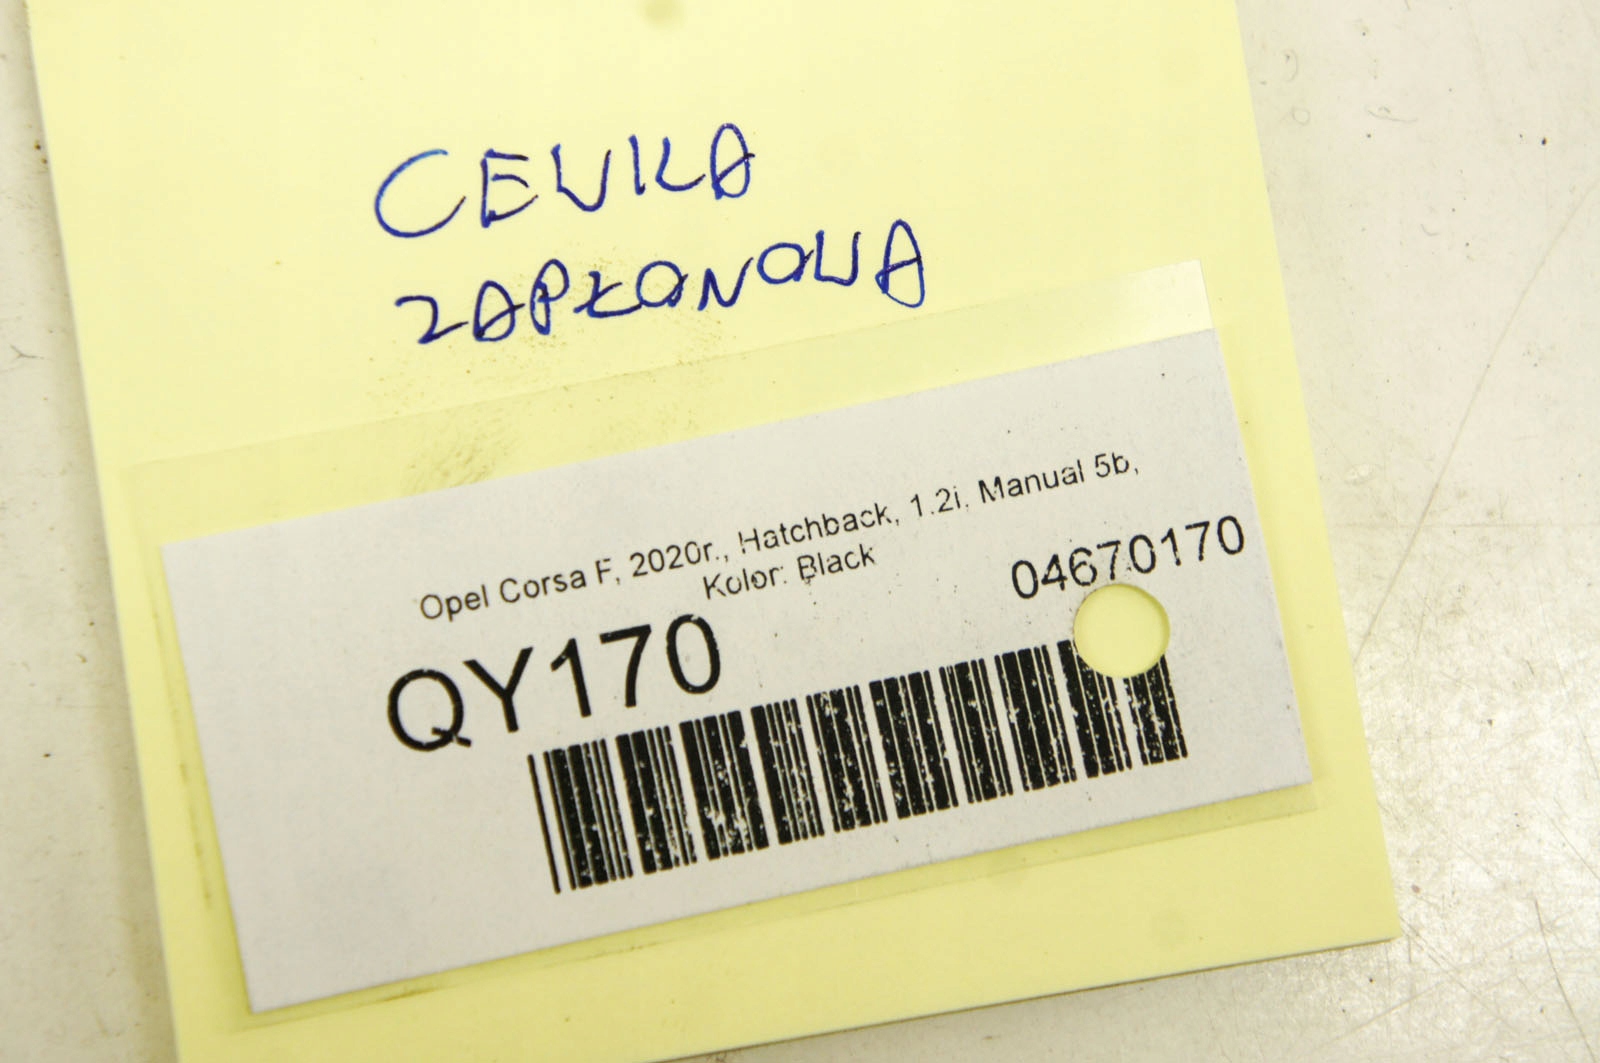 CEWKA
ZAPŁONOWA
Opel Corsa F, 2020r., Hatchback, 1.2i, Manual 5b,
Kolor: Black
04670170
QY170